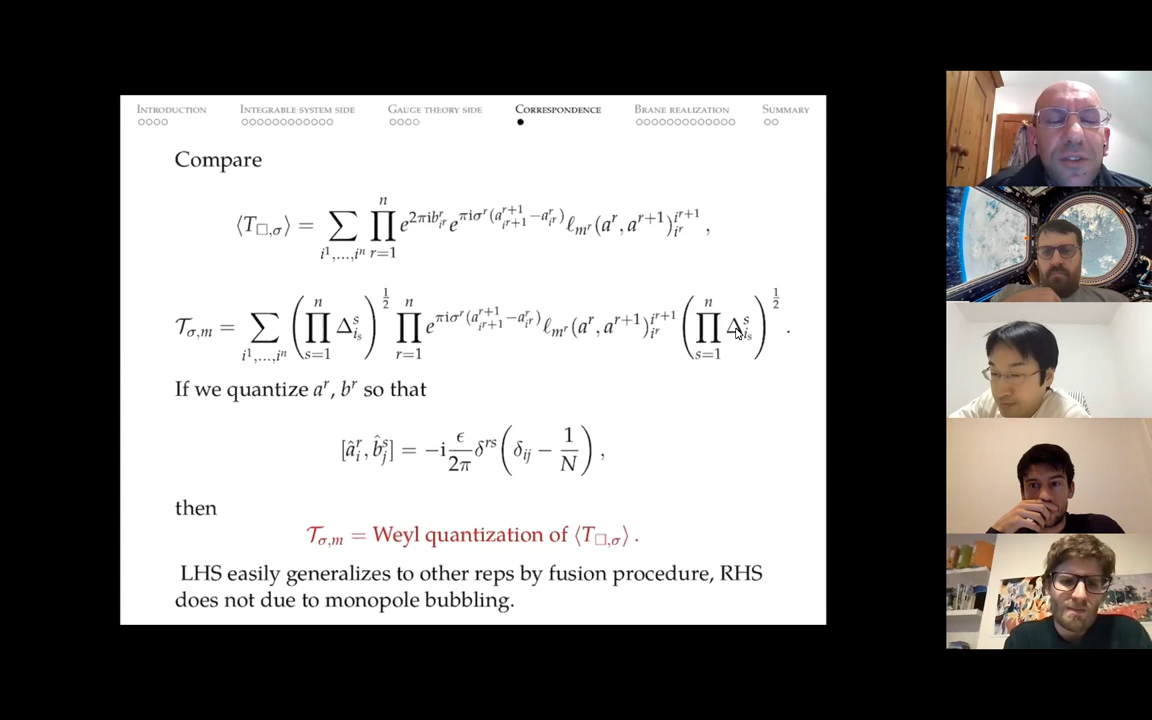 INTRODUCTION INTEGRABLE SYSTEM SIDE GAUGE THEORY SIDE CORRESPONDENCE BRANE REALIZATION SUMMARY
Compare
⟨T_{□,σ}⟩ = ∑_{i^1,...,i^n} ∏_{r=1}^{n} e^{2πi b^r_{i^r}} e^{πiσ^r(a^{r+1}_{i^{r+1}} − a^r_{i^r})} ℓ_{m^r}(a^r, a^{r+1})^{i^{r+1}}_{i^r} ,
𝒯_{σ,m} = ∑_{i^1,...,i^n} (∏_{s=1}^{n} Δ^s_{i_s})^{1/2} ∏_{r=1}^{n} e^{πiσ^r(a^{r+1}_{i^{r+1}} − a^r_{i^r})} ℓ_{m^r}(a^r, a^{r+1})^{i^{r+1}}_{i^r} (∏_{s=1}^{n} Δ^s_{i_s})^{1/2} .
If we quantize a^r, b^r so that
[â^r_i, b̂^s_j] = −i ϵ/2π δ^{rs} (δ_{ij} − 1/N) ,
then
𝒯_{σ,m} = Weyl quantization of ⟨T_{□,σ}⟩ .
LHS easily generalizes to other reps by fusion procedure, RHS
does not due to monopole bubbling.